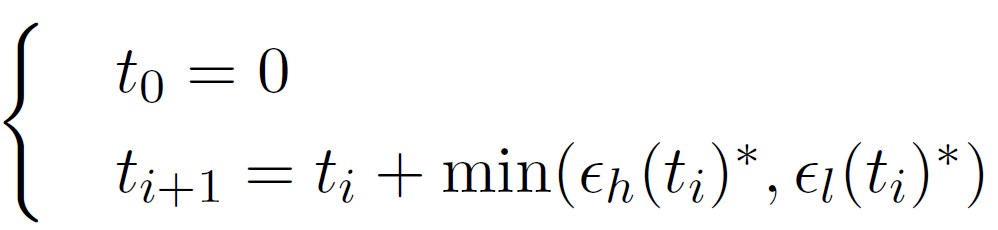 t_0 = 0
t_{i+1} = t_i + min(ϵ_h(t_i)^*, ϵ_l(t_i)^*)